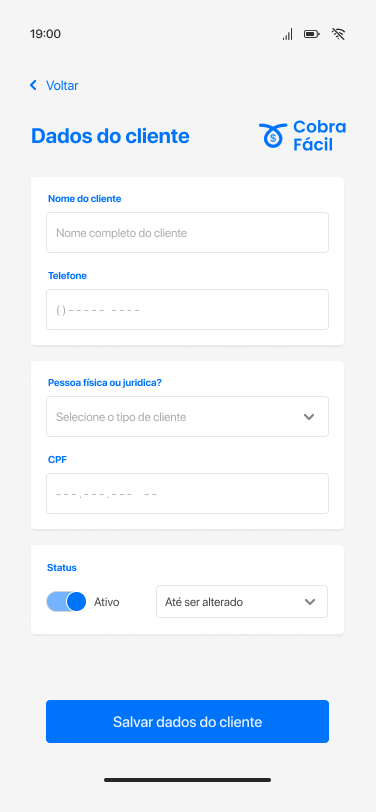 19:00
Voltar
Dados do cliente
$
Cobra
Fácil
Nome do cliente
Nome completo do cliente
Telefone
( ) - - - - -  - - - -
Pessoa física ou juridica?
Selecione o tipo de cliente
CPF
- - - . - - - . - - -  - -
Status
Ativo
Até ser alterado
Salvar dados do cliente